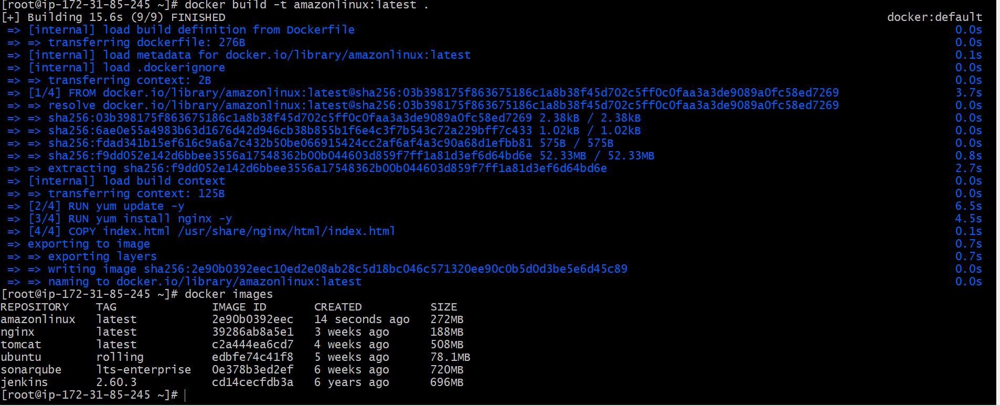 [root@ip-172-31-85-245 ~]# docker build -t amazonlinux:latest .
[+] Building 15.6s (9/9) FINISHED docker:default
=> [internal] load build definition from Dockerfile 0.0s
=> => transferring dockerfile: 276B 0.0s
=> [internal] load metadata for docker.io/library/amazonlinux:latest 0.1s
=> [internal] load .dockerignore 0.0s
=> => transferring context: 2B 0.0s
=> [1/4] FROM docker.io/library/amazonlinux:latest@sha256:03b398175f863675186c1a8b38f45d702c5ff0c0faa3a3de9089a0fc58ed7269 3.7s
=> => resolve docker.io/library/amazonlinux:latest@sha256:03b398175f863675186c1a8b38f45d702c5ff0c0faa3a3de9089a0fc58ed7269 0.0s
=> => sha256:03b398175f863675186c1a8b38f45d702c5ff0c0faa3a3de9089a0fc58ed7269 2.38kB / 2.38kB 0.0s
=> => sha256:6ae0e55a4983b63d1676d42d946cb38b855b1f6e4c3f7b543c72a229bff7c433 1.02kB / 1.02kB 0.0s
=> => sha256:fdad341b15ef616c9a6a7c432b50be066915424cc2af6af4a3c90a68d1efbb81 575B / 575B 0.0s
=> => sha256:f9dd052e142d6bbee3556a17548362b00b044603d859f7ff1a81d3ef6d64bd6e 52.33MB / 52.33MB 0.8s
=> => extracting sha256:f9dd052e142d6bbee3556a17548362b00b044603d859f7ff1a81d3ef6d64bd6e 2.7s
=> [internal] load build context 0.0s
=> => transferring context: 125B 0.0s
=> [2/4] RUN yum update -y 6.5s
=> [3/4] RUN yum install nginx -y 4.5s
=> [4/4] COPY index.html /usr/share/nginx/html/index.html 0.1s
=> exporting to image 0.7s
=> => exporting layers 0.7s
=> => writing image sha256:2e90b0392eec10ed2e08ab28c5d18bc046c571320ee90c0b5d0d3be5e6d45c89 0.0s
=> => naming to docker.io/library/amazonlinux:latest 0.0s
[root@ip-172-31-85-245 ~]# docker images
REPOSITORY TAG IMAGE ID CREATED SIZE
amazonlinux latest 2e90b0392eec 14 seconds ago 272MB
nginx latest 39286ab8a5e1 3 weeks ago 188MB
tomcat latest c2a444ea6cd7 4 weeks ago 508MB
ubuntu rolling edbfe74c41f8 5 weeks ago 78.1MB
sonarqube lts-enterprise 0e378b3ed2ef 6 weeks ago 720MB
jenkins 2.60.3 cd14cecfdb3a 6 years ago 696MB
[root@ip-172-31-85-245 ~]#